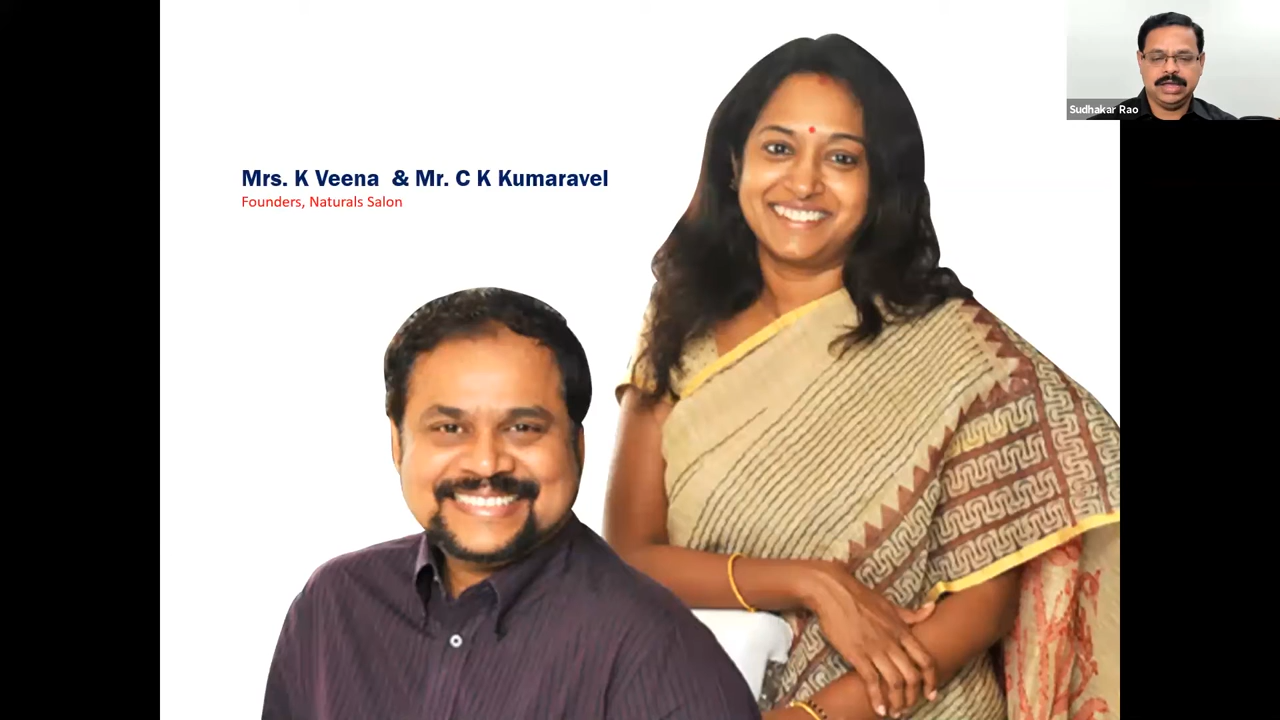 Mrs. K Veena & Mr. C K Kumaravel
Founders, Naturals Salon
Sudhakar Rao